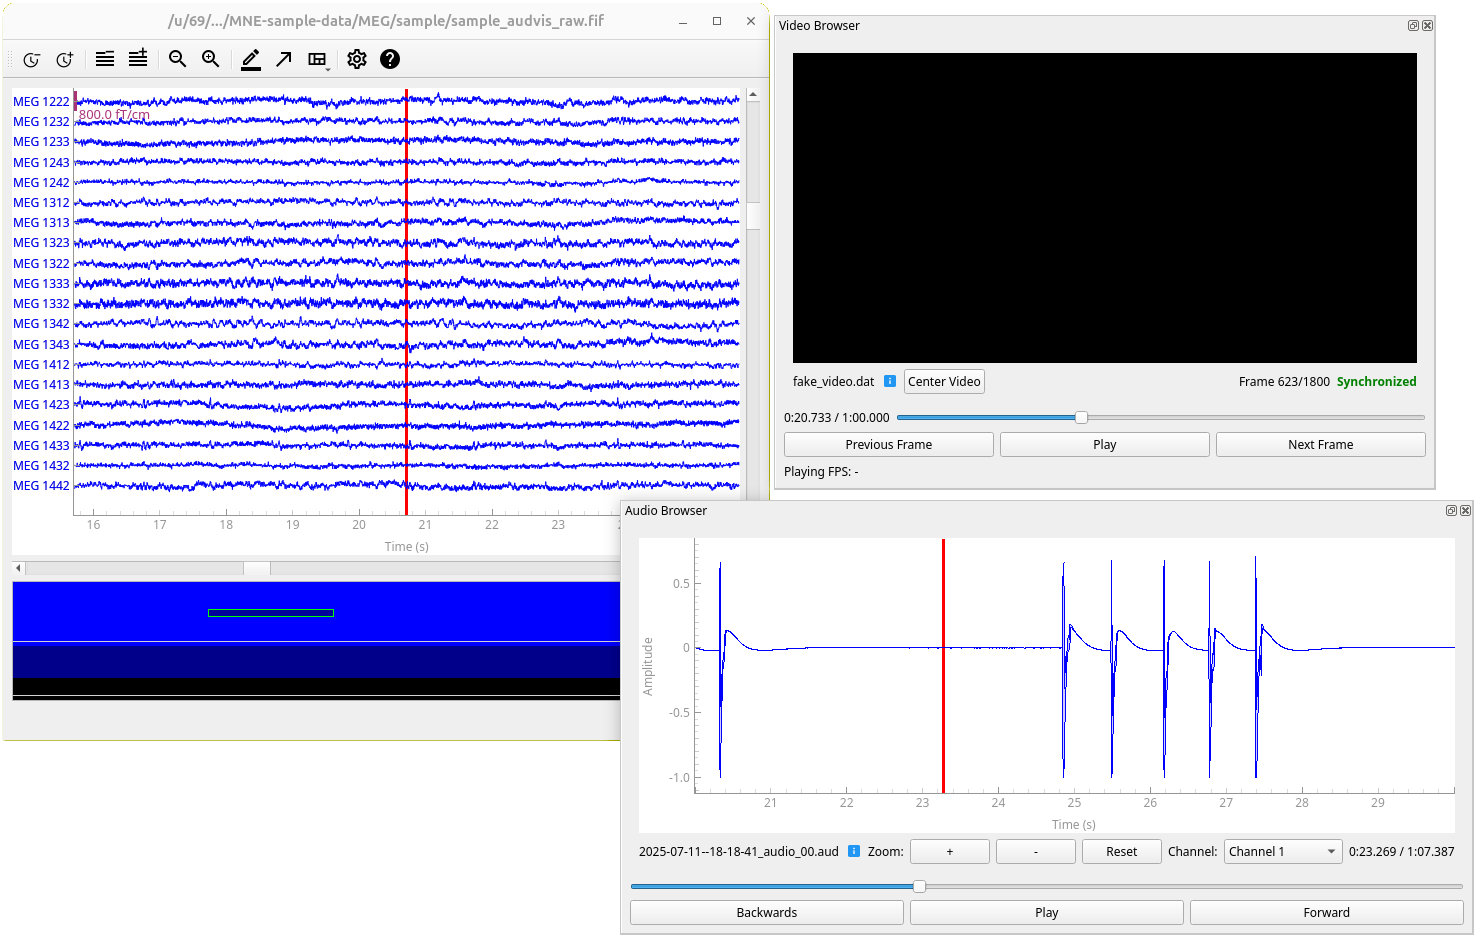 /u/69/.../MNE-sample-data/MEG/sample/sample_audvis_raw.fif
MEG 1222
800.0 fT/cm
MEG 1232
MEG 1233
MEG 1243
MEG 1242
MEG 1312
MEG 1313
MEG 1323
MEG 1322
MEG 1333
MEG 1332
MEG 1342
MEG 1343
MEG 1412
MEG 1413
MEG 1423
MEG 1422
MEG 1433
MEG 1432
MEG 1442
16 17 18 19 20 21 22 23
Time (s)
Video Browser
fake_video.dat
Center Video
Frame 623/1800 Synchronized
0:20.733 / 1:00.000
Previous Frame Play Next Frame
Playing FPS: -
Audio Browser
Amplitude
0.5
0
-0.5
-1.0
21 22 23 24 25 26 27 28 29
Time (s)
2025-07-11--18-18-41_audio_00.aud Zoom: + - Reset Channel: Channel 1 0:23.269 / 1:07.387
Backwards Play Forward